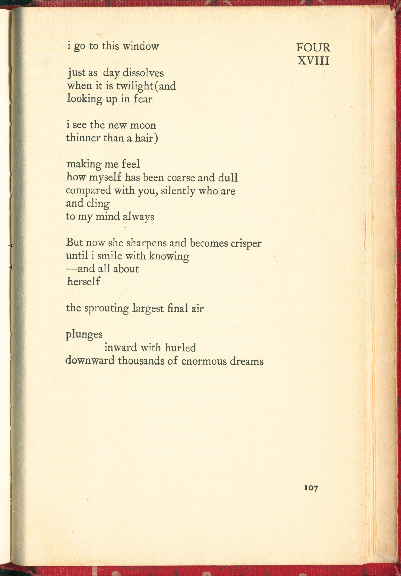 i go to this window
FOUR
XVIII
just as day dissolves
when it is twilight(and
looking up in fear
i see the new moon
thinner than a hair)
making me feel
how myself has been coarse and dull
compared with you, silently who are
and cling
to my mind always
But now she sharpens and becomes crisper
until i smile with knowing
—and all about
herself
the sprouting largest final air
plunges
inward with hurled
downward thousands of enormous dreams
107